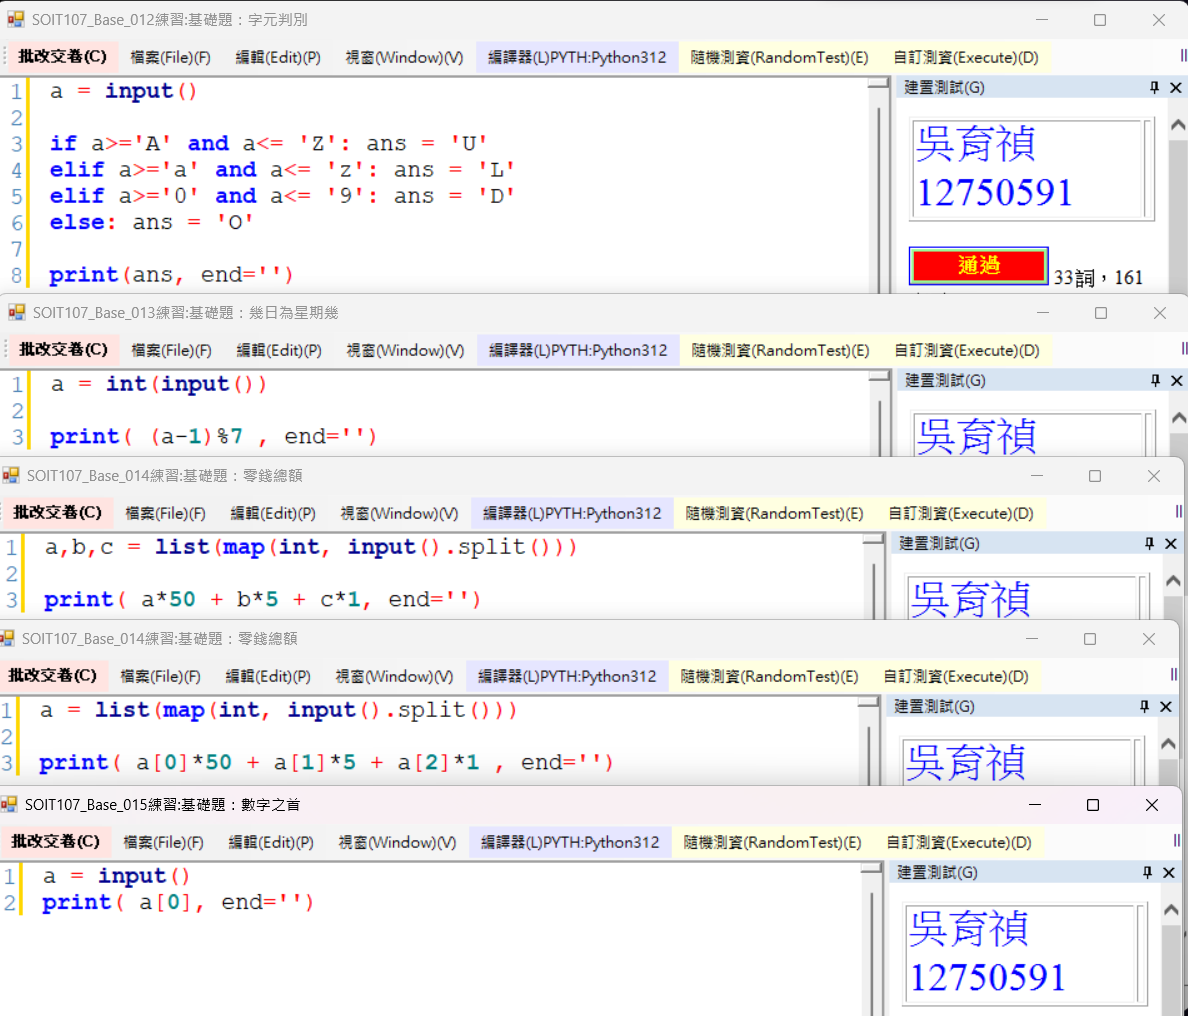 SOIT107_Base_012練習:基礎題：字元判別
批改交卷(C) 檔案(File)(F) 編輯(Edit)(P) 視窗(Window)(V) 編譯器(L)PYTH:Python312 隨機測資(RandomTest)(E) 自訂測資(Execute)(D)
建置測試(G)
1 a = input()
2
3 if a>='A' and a<= 'Z': ans = 'U'
4 elif a>='a' and a<= 'z': ans = 'L'
5 elif a>='0' and a<= '9': ans = 'D'
6 else: ans = 'O'
7
8 print(ans, end='')
吳育禎
12750591
通過 33詞，161
SOIT107_Base_013練習:基礎題：幾日為星期幾
批改交卷(C) 檔案(File)(F) 編輯(Edit)(P) 視窗(Window)(V) 編譯器(L)PYTH:Python312 隨機測資(RandomTest)(E) 自訂測資(Execute)(D)
建置測試(G)
1 a = int(input())
2
3 print( (a-1)%7 , end='')
吳育禎
SOIT107_Base_014練習:基礎題：零錢總額
批改交卷(C) 檔案(File)(F) 編輯(Edit)(P) 視窗(Window)(V) 編譯器(L)PYTH:Python312 隨機測資(RandomTest)(E) 自訂測資(Execute)(D)
建置測試(G)
1 a,b,c = list(map(int, input().split()))
2
3 print( a*50 + b*5 + c*1, end='')
吳育禎
SOIT107_Base_014練習:基礎題：零錢總額
批改交卷(C) 檔案(File)(F) 編輯(Edit)(P) 視窗(Window)(V) 編譯器(L)PYTH:Python312 隨機測資(RandomTest)(E) 自訂測資(Execute)(D)
建置測試(G)
1 a = list(map(int, input().split()))
2
3 print( a[0]*50 + a[1]*5 + a[2]*1 , end='')
吳育禎
SOIT107_Base_015練習:基礎題：數字之首
批改交卷(C) 檔案(File)(F) 編輯(Edit)(P) 視窗(Window)(V) 編譯器(L)PYTH:Python312 隨機測資(RandomTest)(E) 自訂測資(Execute)(D)
建置測試(G)
1 a = input()
2 print( a[0], end='')
吳育禎
12750591